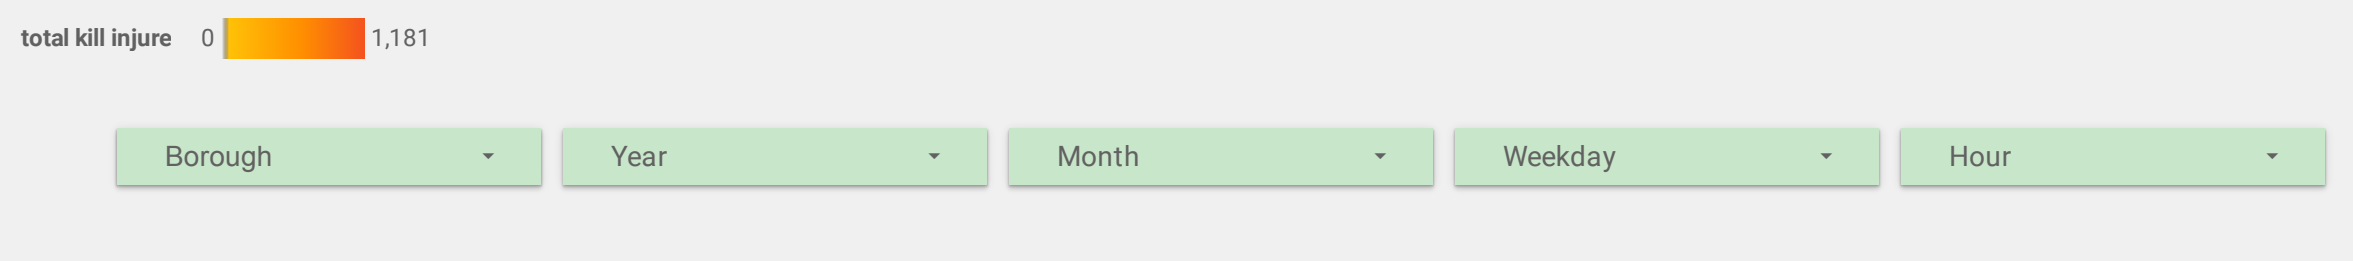 total kill injure 0 1,181
Borough Year Month Weekday Hour